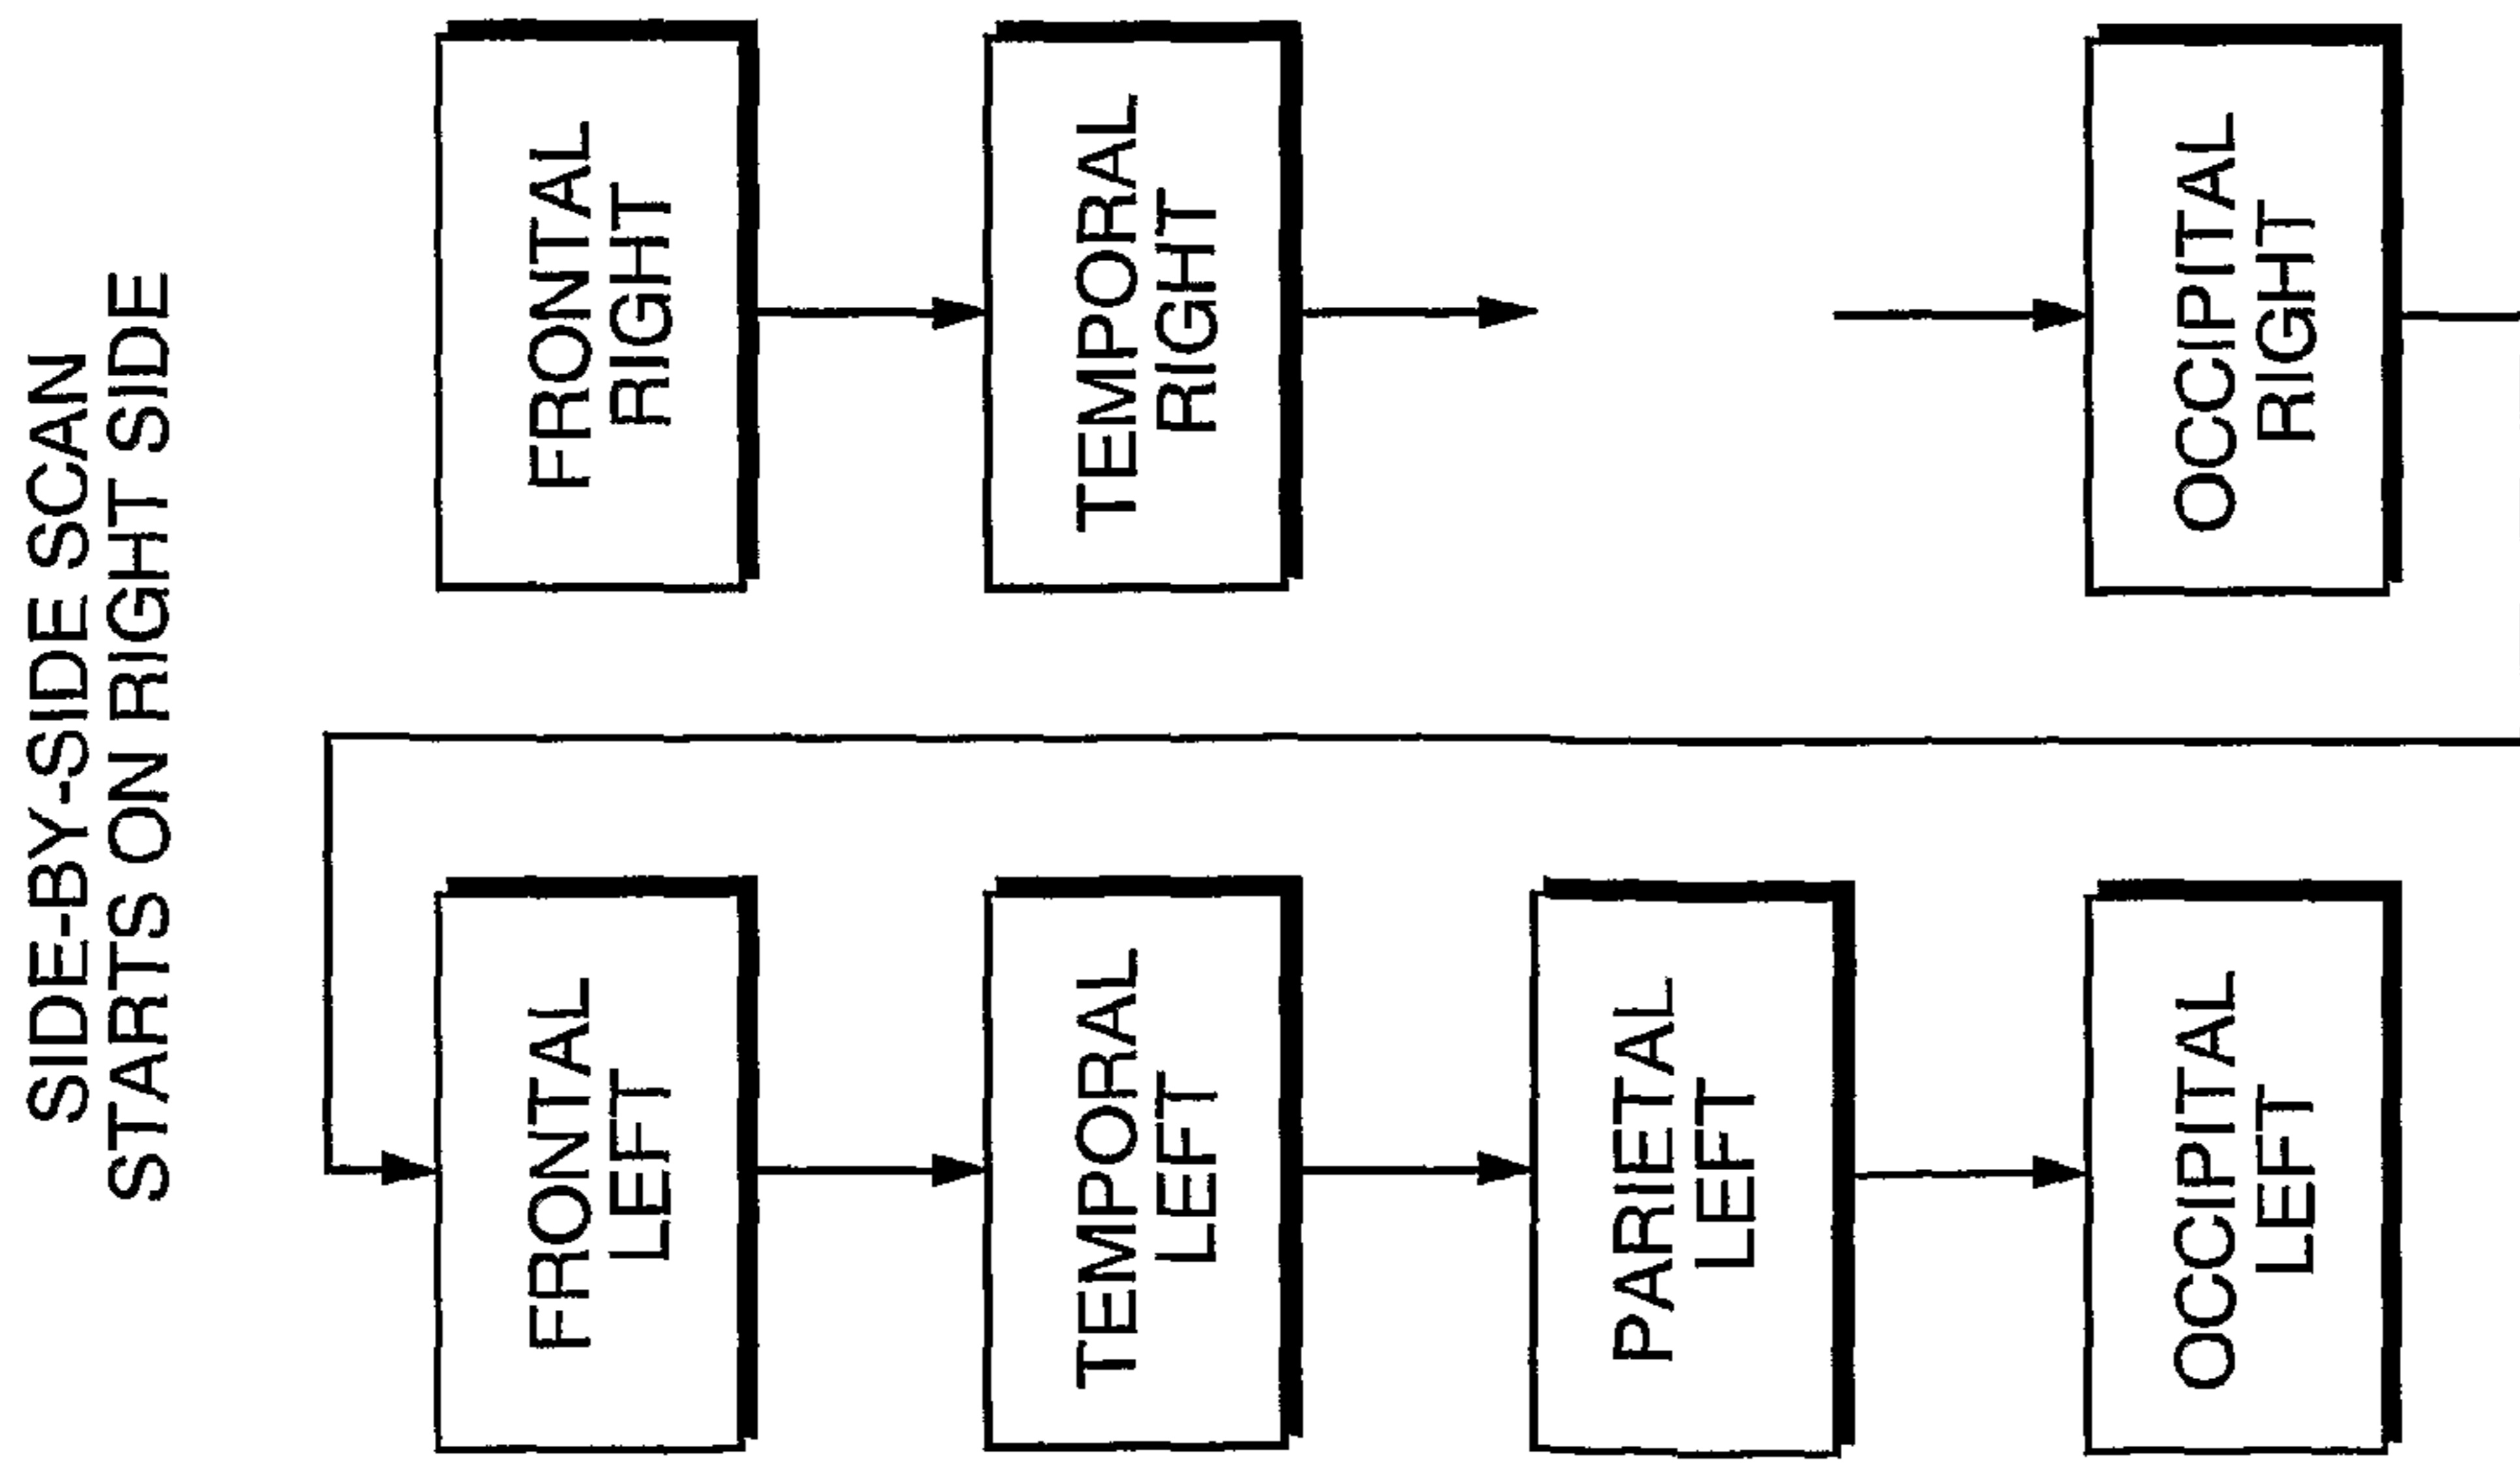 SIDE-BY-SIDE SCAN
STARTS ON RIGHT SIDE
FRONTAL
RIGHT
TEMPORAL
RIGHT
OCCIPITAL
RIGHT
FRONTAL
LEFT
TEMPORAL
LEFT
PARIETAL
LEFT
OCCIPITAL
LEFT